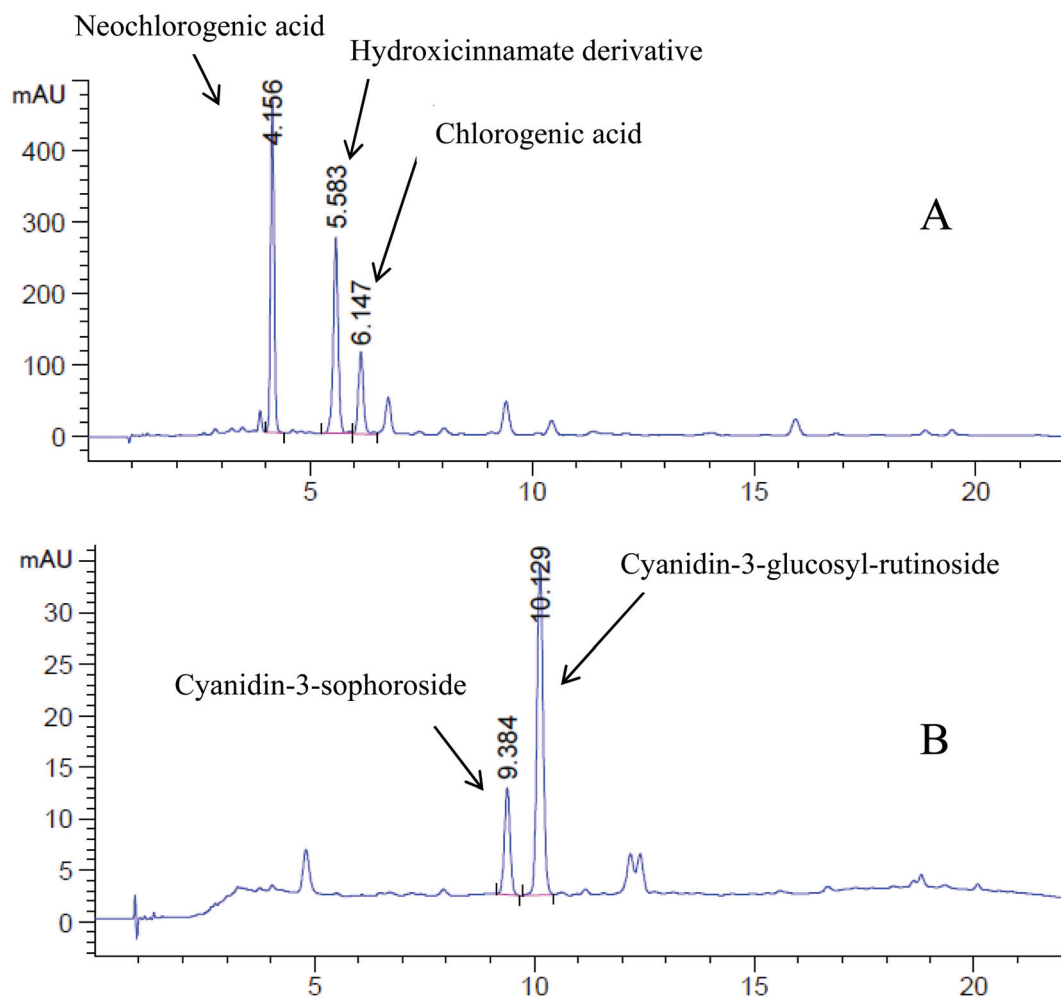 Neochlorogenic acid
Hydroxicinnamate derivative
Chlorogenic acid
mAU
4.156
5.583
6.147
A
400
300
200
100
0
5
10
15
20
mAU
Cyanidin-3-glucosyl-rutinoside
10.129
Cyanidin-3-sophoroside
9.384
B
30
25
20
15
10
5
0
5
10
15
20